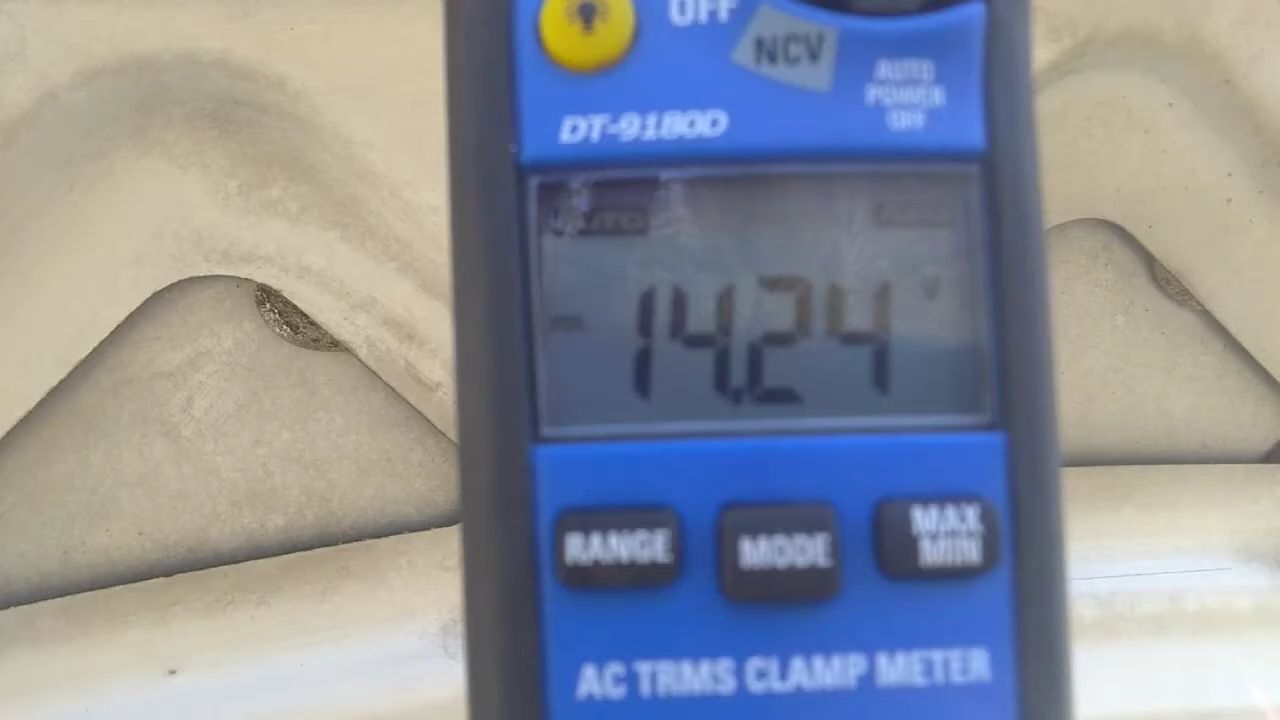 OFF
NCV
AUTO
POWER
OFF
DT-9180D
14.24
V
RANGE
MODE
MAX
MIN
AC TRMS CLAMP METER